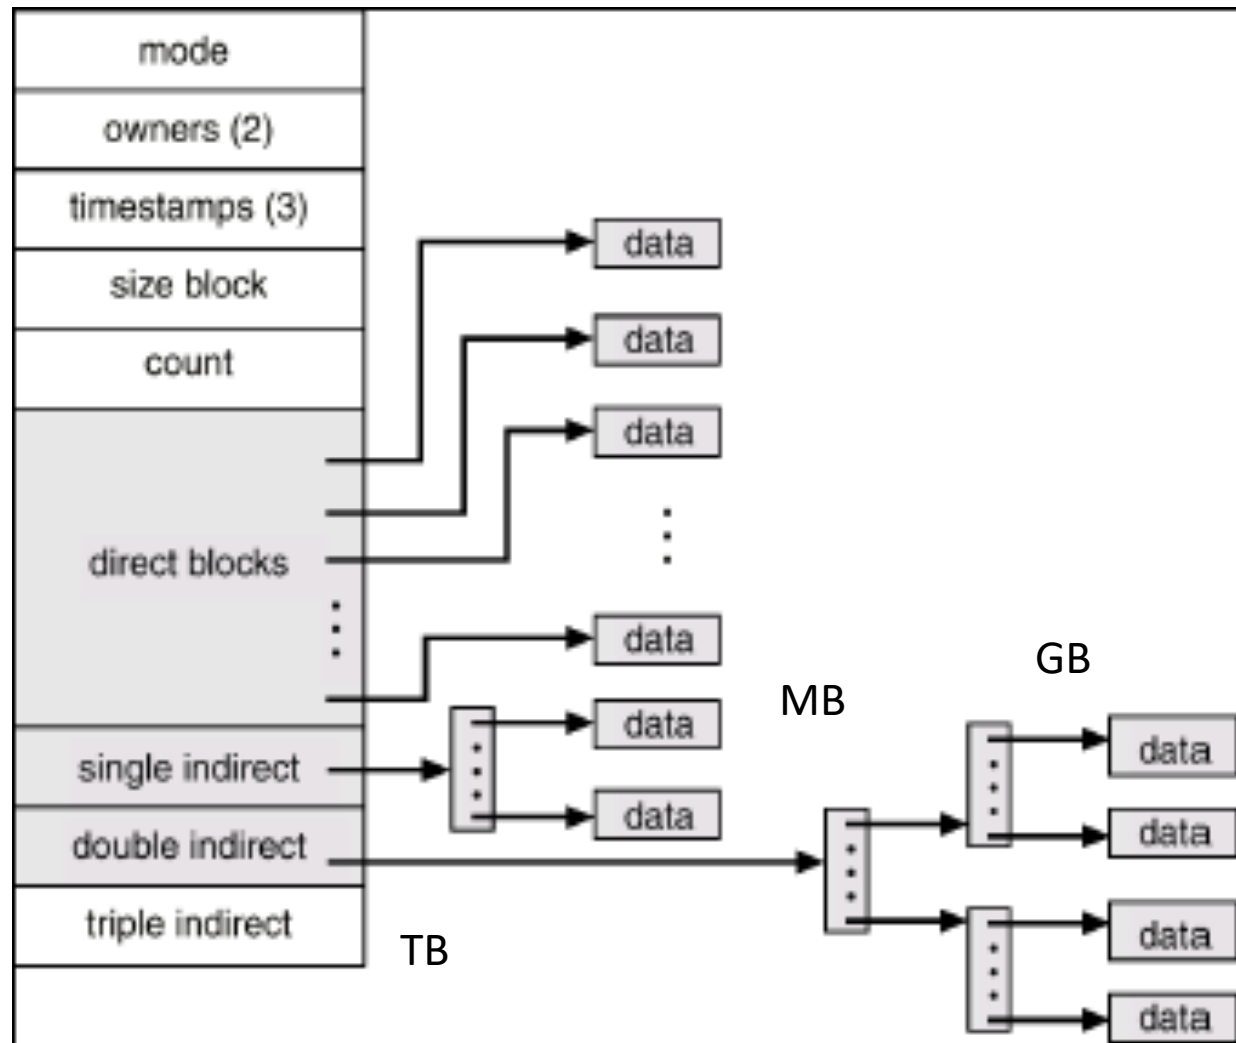 mode
owners (2)
timestamps (3)
size block
count
direct blocks
single indirect
double indirect
triple indirect
data
data
data
data
data
data
MB
GB
TB
data
data
data
data